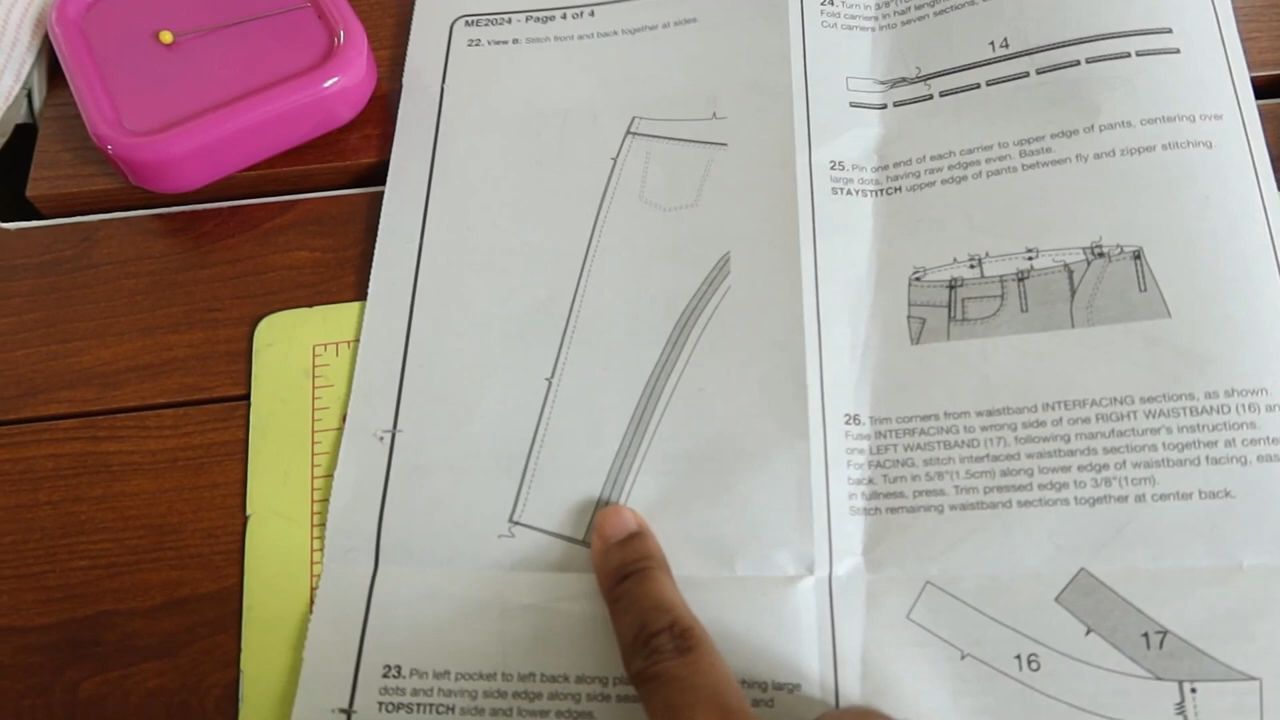 ME2024 - Page 4 of 4
22. View B: Stitch front and back together at sides.
23. Pin left pocket to left back along
large
dots and having side edge along side
and
TOPSTITCH side and lower edges.
24. Turn in 3/8"
Fold carriers in half
Cut carriers into seven sections,
14
25. Pin one end of each carrier to upper edge of pants, centering over
large dots, having raw edges even. Baste.
STAYSTITCH upper edge of pants between fly and zipper stitching.
26. Trim corners from waistband INTERFACING sections, as shown.
Fuse INTERFACING to wrong side of one RIGHT WAISTBAND (16)
one LEFT WAISTBAND (17), following manufacturer's instructions.
For FACING, stitch interfaced waistbands sections together at
back. Turn in 5/8"(1.5cm) along lower edge of waistband facing,
in fullness, press. Trim pressed edge to 3/8"(1cm).
Stitch remaining waistband sections together at center back.
16
17